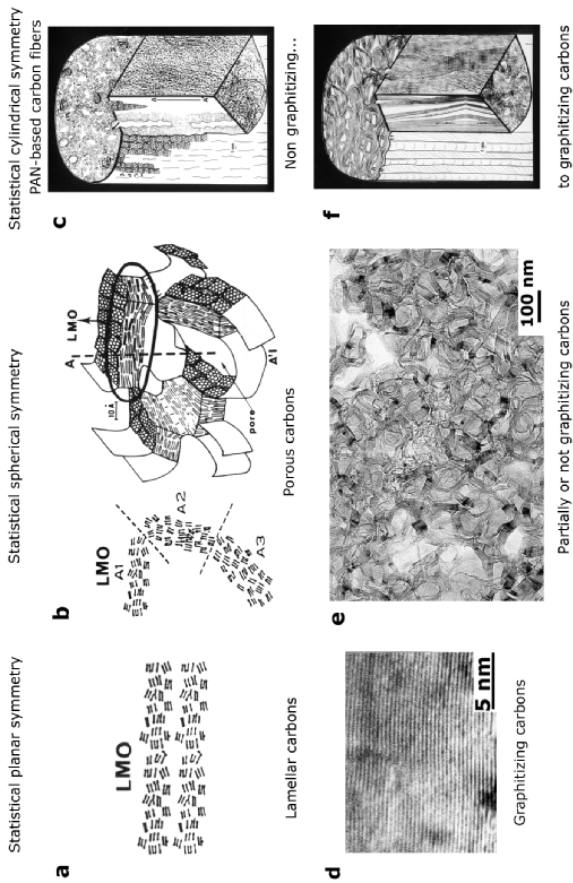 Statistical planar symmetry
Statistical spherical symmetry
Statistical cylindrical symmetry
PAN-based carbon fibers
a
LMO
Lamellar carbons
b
LMO
A1
A2
A3
10 Å
A
LMO
A'
pore
Porous carbons
c
Non graphitizing...
d
5 nm
Graphitizing carbons
e
100 nm
Partially or not graphitizing carbons
f
to graphitizing carbons